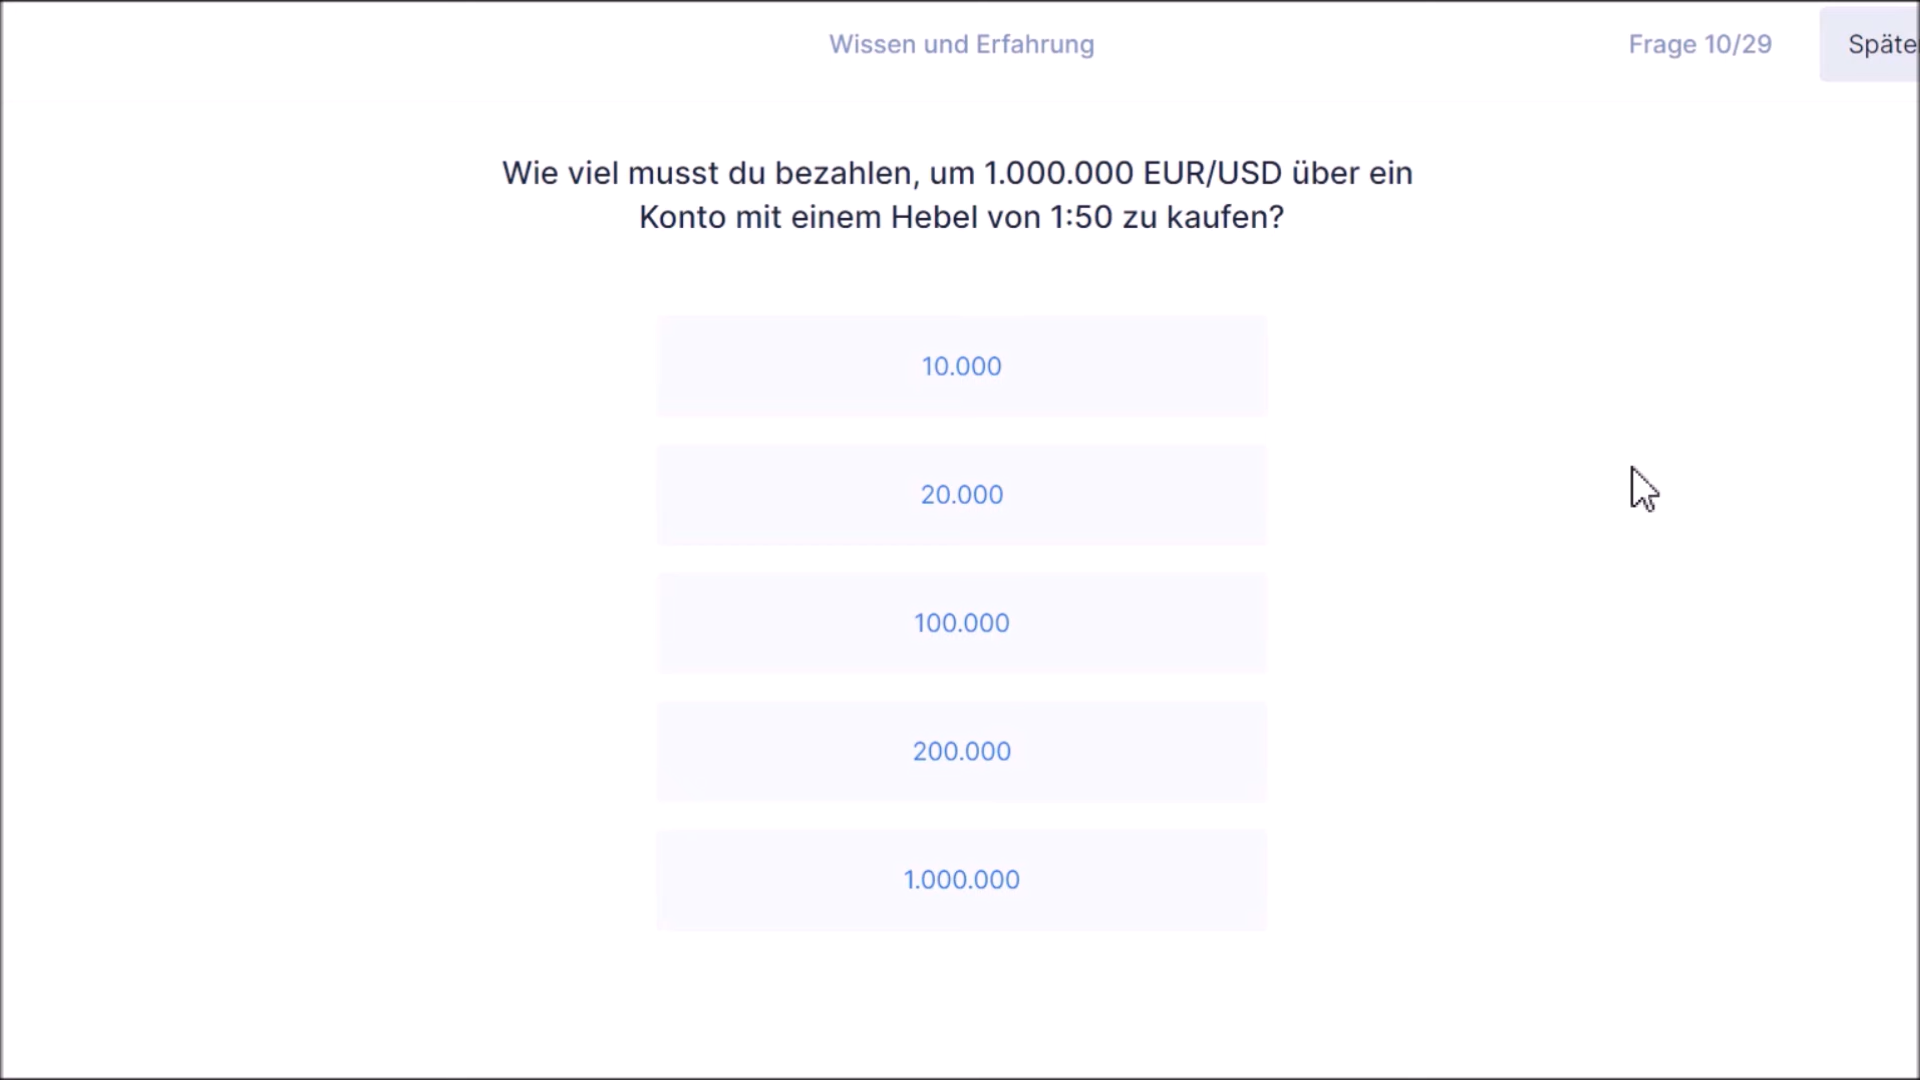 Wissen und Erfahrung
Frage 10/29
Späte
Wie viel musst du bezahlen, um 1.000.000 EUR/USD über ein
Konto mit einem Hebel von 1:50 zu kaufen?
10.000
20.000
100.000
200.000
1.000.000